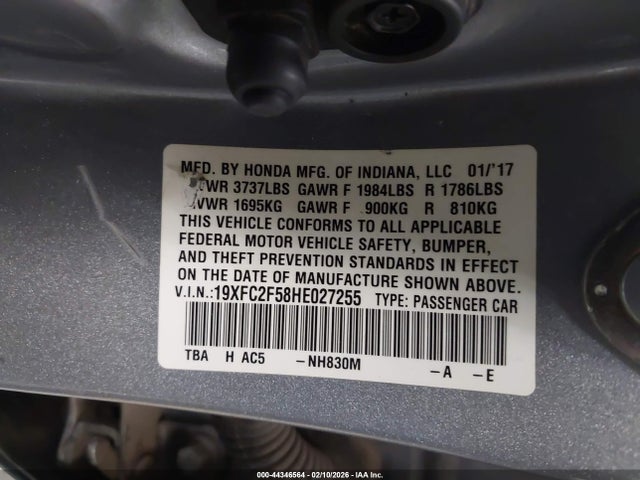 MFD. BY HONDA MFG. OF INDIANA, LLC 01/'17
VWR 3737LBS GAWR F 1984LBS R 1786LBS
VWR 1695KG GAWR F 900KG R 810KG
THIS VEHICLE CONFORMS TO ALL APPLICABLE
FEDERAL MOTOR VEHICLE SAFETY, BUMPER,
AND THEFT PREVENTION STANDARDS IN EFFECT
ON THE DATE OF MANUFACTURE SHOWN ABOVE.
V.I.N.:19XFC2F58HE027255 TYPE: PASSENGER CAR
TBA H AC5 –NH830M –A –E
000-44346564 - 02/10/2026 - IAA Inc.